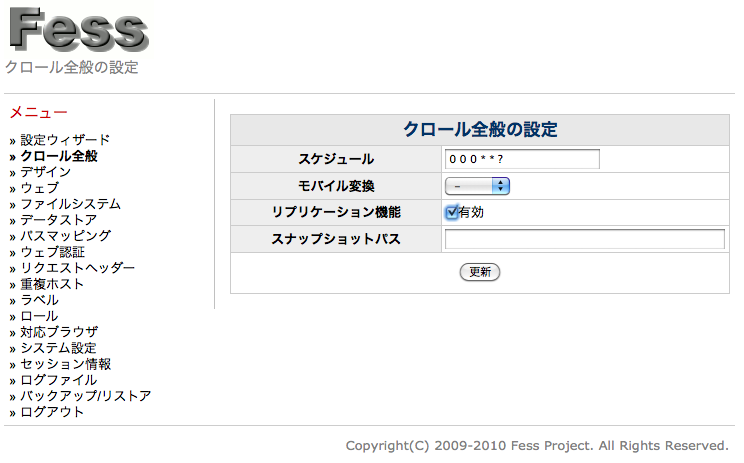 Fess
クロール全般の設定
メニュー
» 設定ウィザード
» クロール全般
» デザイン
» ウェブ
» ファイルシステム
» データストア
» パスマッピング
» ウェブ認証
» リクエストヘッダー
» 重複ホスト
» ラベル
» ロール
» 対応ブラウザ
» システム設定
» セッション情報
» ログファイル
» バックアップ/リストア
» ログアウト
クロール全般の設定
スケジュール 0 0 0 * * ?
モバイル変換 –
リプリケーション機能 有効
スナップショットパス
更新
Copyright(C) 2009-2010 Fess Project. All Rights Reserved.